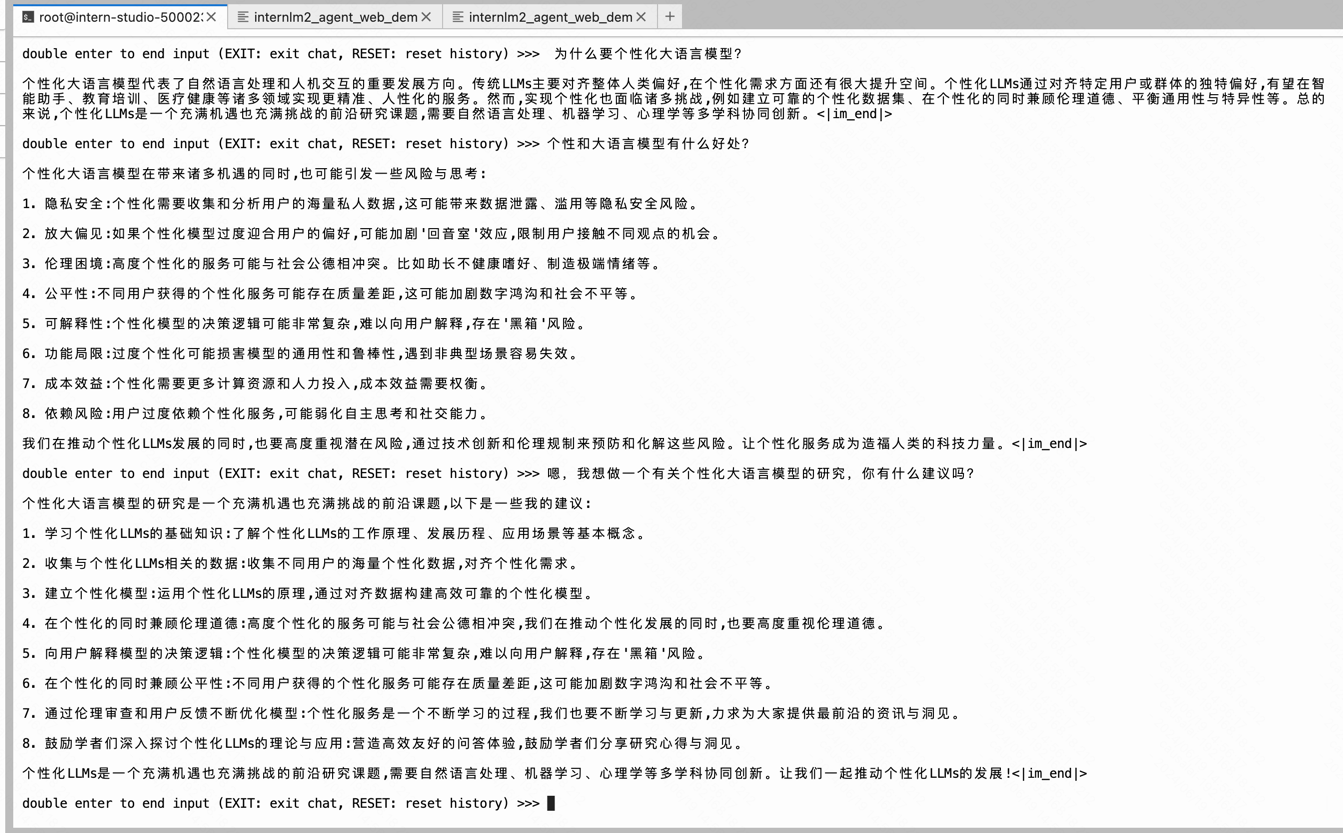 root@intern-studio-50002: internlm2_agent_web_dem internlm2_agent_web_dem
double enter to end input (EXIT: exit chat, RESET: reset history) >>> 为什么要个性化大语言模型?
个性化大语言模型代表了自然语言处理和人机交互的重要发展方向。传统LLMs主要对齐整体人类偏好,在个性化需求方面还有很大提升空间。个性化LLMs通过对齐特定用户或群体的独特偏好,有望在智
能助手、教育培训、医疗健康等诸多领域实现更精准、人性化的服务。然而,实现个性化也面临诸多挑战,例如建立可靠的个性化数据集、在个性化的同时兼顾伦理道德、平衡通用性与特异性等。总的
来说,个性化LLMs是一个充满机遇也充满挑战的前沿研究课题,需要自然语言处理、机器学习、心理学等多学科协同创新。<|im_end|>
double enter to end input (EXIT: exit chat, RESET: reset history) >>> 个性和大语言模型有什么好处?
个性化大语言模型在带来诸多机遇的同时,也可能引发一些风险与思考:
1. 隐私安全:个性化需要收集和分析用户的海量私人数据,这可能带来数据泄露、滥用等隐私安全风险。
2. 放大偏见:如果个性化模型过度迎合用户的偏好,可能加剧'回音室'效应,限制用户接触不同观点的机会。
3. 伦理困境:高度个性化的服务可能与社会公德相冲突。比如助长不健康嗜好、制造极端情绪等。
4. 公平性:不同用户获得的个性化服务可能存在质量差距,这可能加剧数字鸿沟和社会不平等。
5. 可解释性:个性化模型的决策逻辑可能非常复杂,难以向用户解释,存在'黑箱'风险。
6. 功能局限:过度个性化可能损害模型的通用性和鲁棒性,遇到非典型场景容易失效。
7. 成本效益:个性化需要更多计算资源和人力投入,成本效益需要权衡。
8. 依赖风险:用户过度依赖个性化服务,可能弱化自主思考和社交能力。
我们在推动个性化LLMs发展的同时,也要高度重视潜在风险,通过技术创新和伦理规制来预防和化解这些风险。让个性化服务成为造福人类的科技力量。<|im_end|>
double enter to end input (EXIT: exit chat, RESET: reset history) >>> 嗯，我想做一个有关个性化大语言模型的研究，你有什么建议吗?
个性化大语言模型的研究是一个充满机遇也充满挑战的前沿课题,以下是一些我的建议:
1. 学习个性化LLMs的基础知识:了解个性化LLMs的工作原理、发展历程、应用场景等基本概念。
2. 收集与个性化LLMs相关的数据:收集不同用户的海量个性化数据,对齐个性化需求。
3. 建立个性化模型:运用个性化LLMs的原理,通过对齐数据构建高效可靠的个性化模型。
4. 在个性化的同时兼顾伦理道德:高度个性化的服务可能与社会公德相冲突,我们在推动个性化发展的同时,也要高度重视伦理道德。
5. 向用户解释模型的决策逻辑:个性化模型的决策逻辑可能非常复杂,难以向用户解释,存在'黑箱'风险。
6. 在个性化的同时兼顾公平性:不同用户获得的个性化服务可能存在质量差距,这可能加剧数字鸿沟和社会不平等。
7. 通过伦理审查和用户反馈不断优化模型:个性化服务是一个不断学习的过程,我们也要不断学习与更新,力求为大家提供最前沿的资讯与洞见。
8. 鼓励学者们深入探讨个性化LLMs的理论与应用:营造高效友好的问答体验,鼓励学者们分享研究心得与洞见。
个性化LLMs是一个充满机遇也充满挑战的前沿研究课题,需要自然语言处理、机器学习、心理学等多学科协同创新。让我们一起推动个性化LLMs的发展!<|im_end|>
double enter to end input (EXIT: exit chat, RESET: reset history) >>>